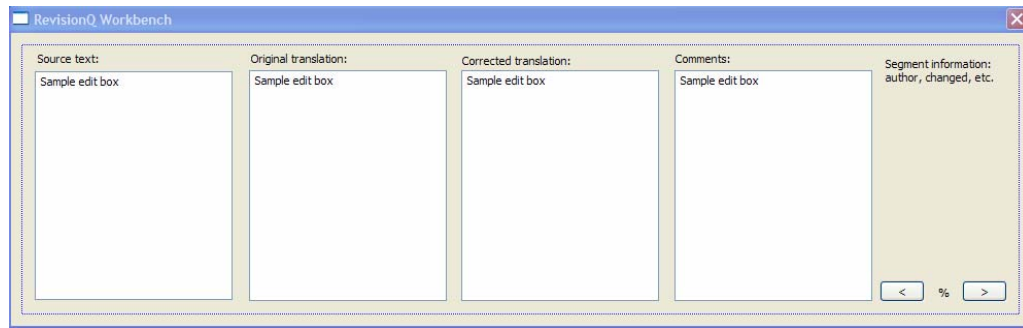 RevisionQ Workbench
Source text:
Sample edit box
Original translation:
Sample edit box
Corrected translation:
Sample edit box
Comments:
Sample edit box
Segment information:
author, changed, etc.
< % >